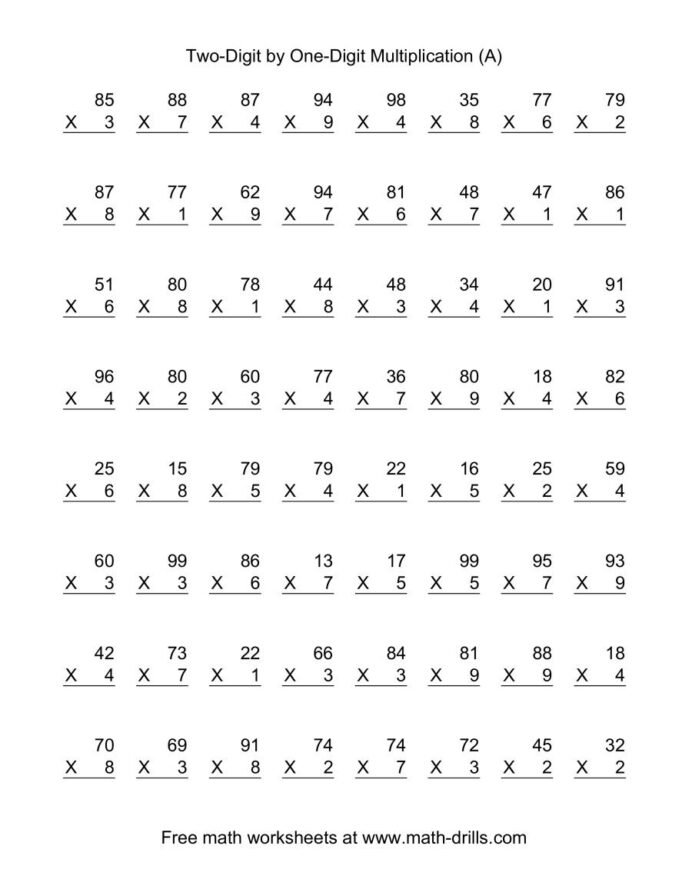 Two-Digit by One-Digit Multiplication (A)
85 88 87 94 98 35 77 79
X 3 X 7 X 4 X 9 X 4 X 8 X 6 X 2
87 77 62 94 81 48 47 86
X 8 X 1 X 9 X 7 X 6 X 7 X 1 X 1
51 80 78 44 48 34 20 91
X 6 X 8 X 1 X 8 X 3 X 4 X 1 X 3
96 80 60 77 36 80 18 82
X 4 X 2 X 3 X 4 X 7 X 9 X 4 X 6
25 15 79 79 22 16 25 59
X 6 X 8 X 5 X 4 X 1 X 5 X 2 X 4
60 99 86 13 17 99 95 93
X 3 X 3 X 6 X 7 X 5 X 5 X 7 X 9
42 73 22 66 84 81 88 18
X 4 X 7 X 1 X 3 X 3 X 9 X 9 X 4
70 69 91 74 74 72 45 32
X 8 X 3 X 8 X 2 X 7 X 3 X 2 X 2
Free math worksheets at www.math-drills.com